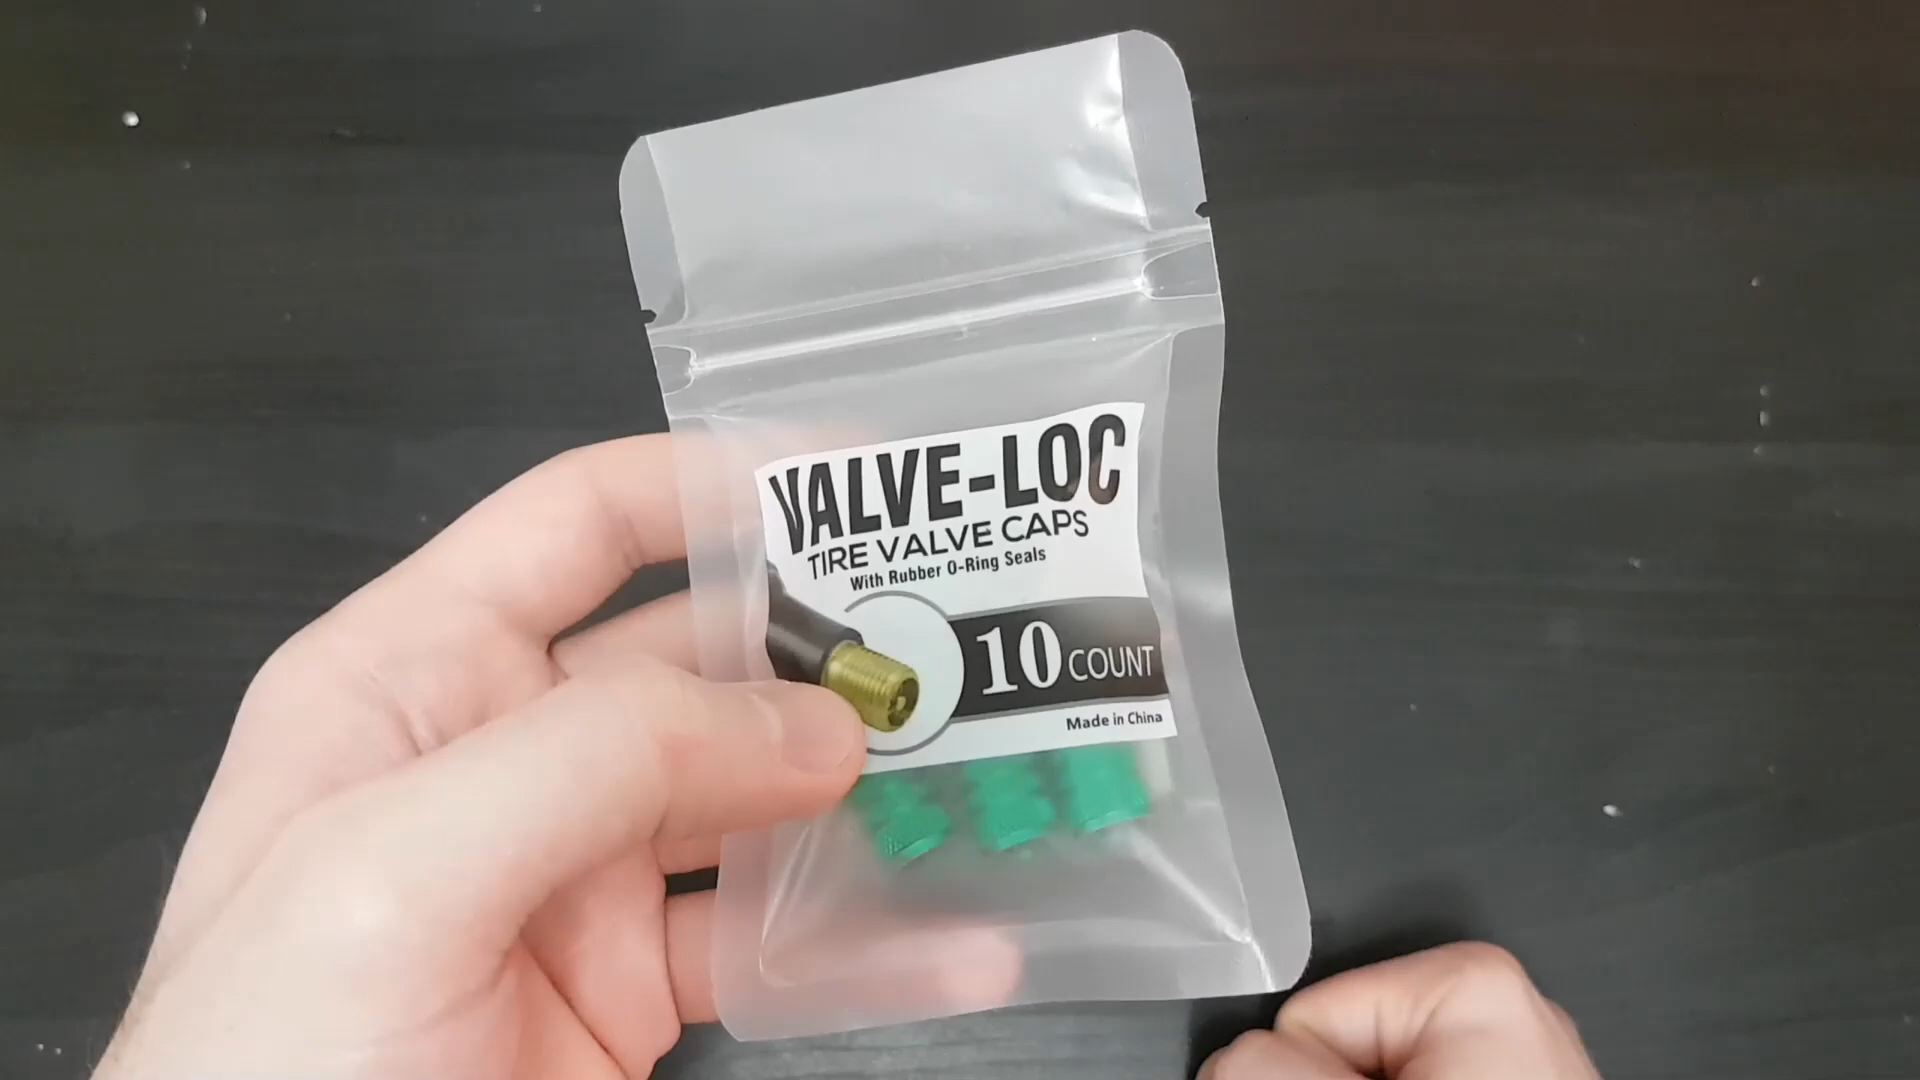 VALVE-LOC
TIRE VALVE CAPS
With Rubber O-Ring Seals
10 COUNT
Made in China